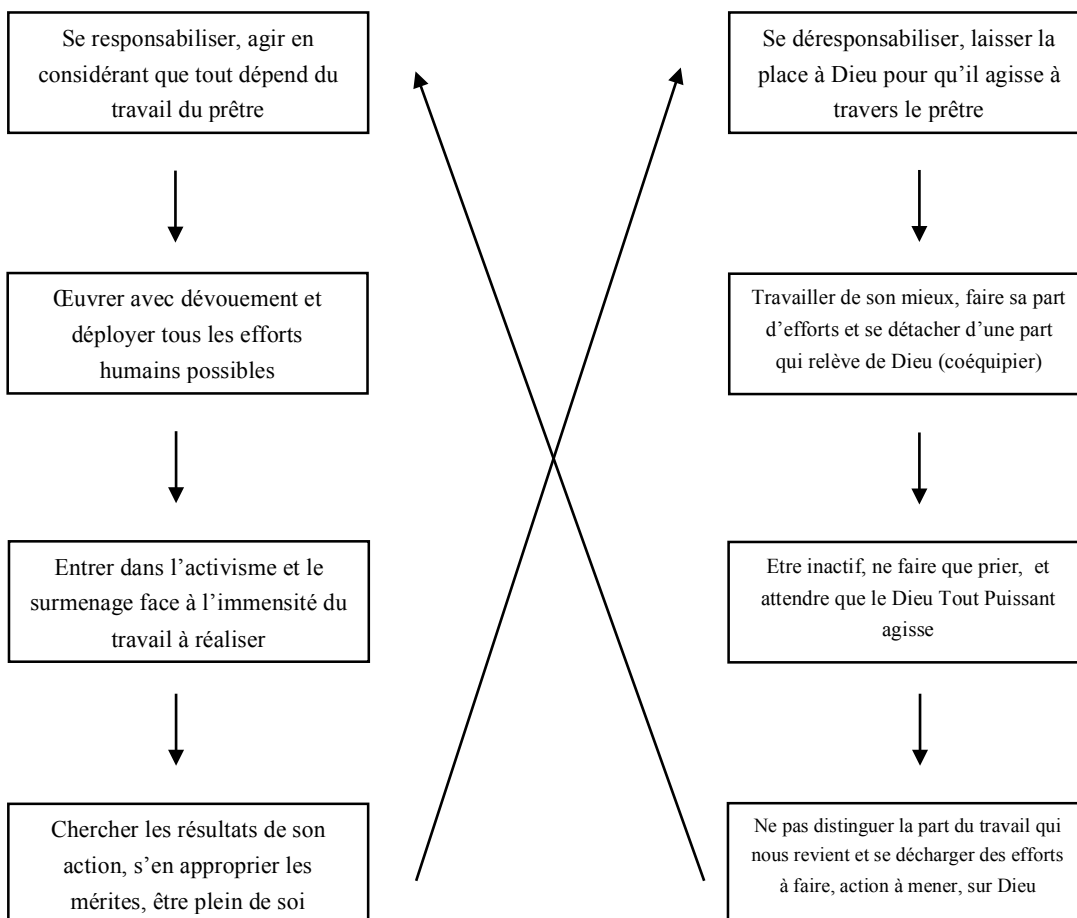 Se responsabiliser, agir en
considérant que tout dépend du
travail du prêtre
Œuvrer avec dévouement et
déployer tous les efforts
humains possibles
Entrer dans l’activisme et le
surmenage face à l’immensité du
travail à réaliser
Chercher les résultats de son
action, s’en approprier les
mérites, être plein de soi
Se déresponsabiliser, laisser la
place à Dieu pour qu’il agisse à
travers le prêtre
Travailler de son mieux, faire sa part
d’efforts et se détacher d’une part
qui relève de Dieu (coéquipier)
Etre inactif, ne faire que prier, et
attendre que le Dieu Tout Puissant
agisse
Ne pas distinguer la part du travail qui
nous revient et se décharger des efforts
à faire, action à mener, sur Dieu